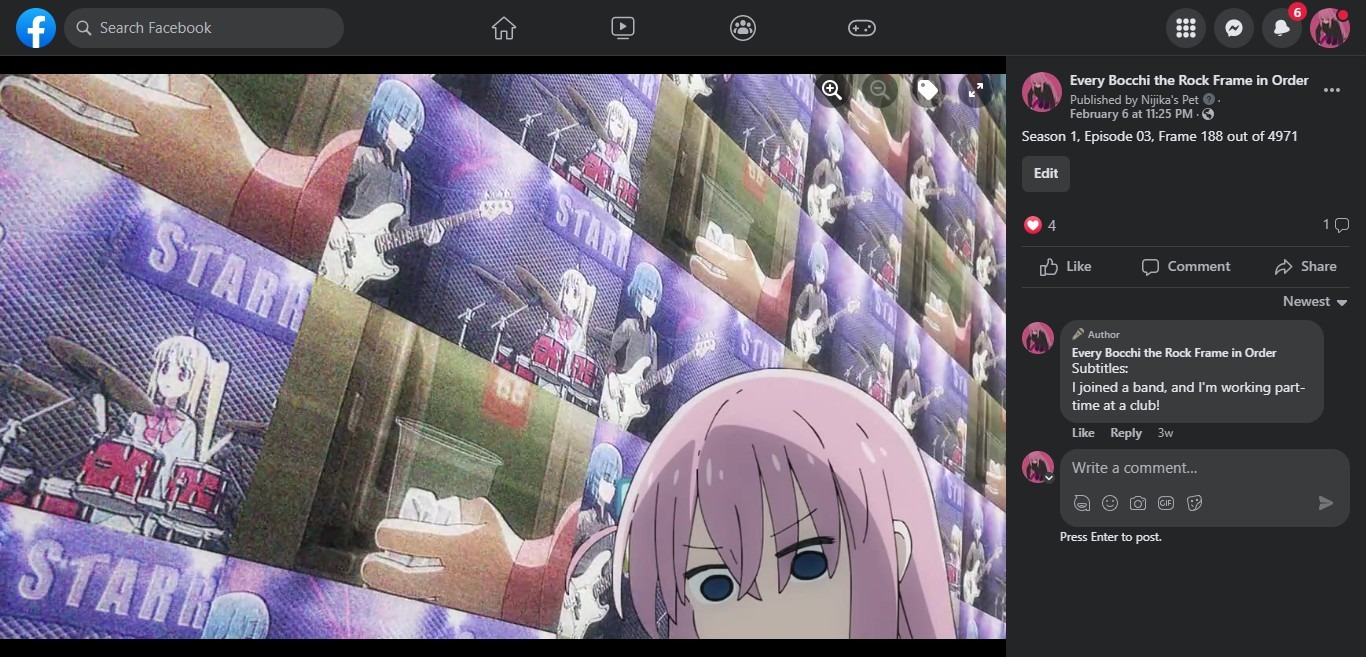 Search Facebook
6
Every Bocchi the Rock Frame in Order
Published by Nijika's Pet ·
February 6 at 11:25 PM ·
Season 1, Episode 03, Frame 188 out of 4971
Edit
4
1
Like
Comment
Share
Newest
Author
Every Bocchi the Rock Frame in Order
Subtitles:
I joined a band, and I'm working part-
time at a club!
Like Reply 3w
Write a comment...
GIF
Press Enter to post.
STARR
STARR
STAR
STARR